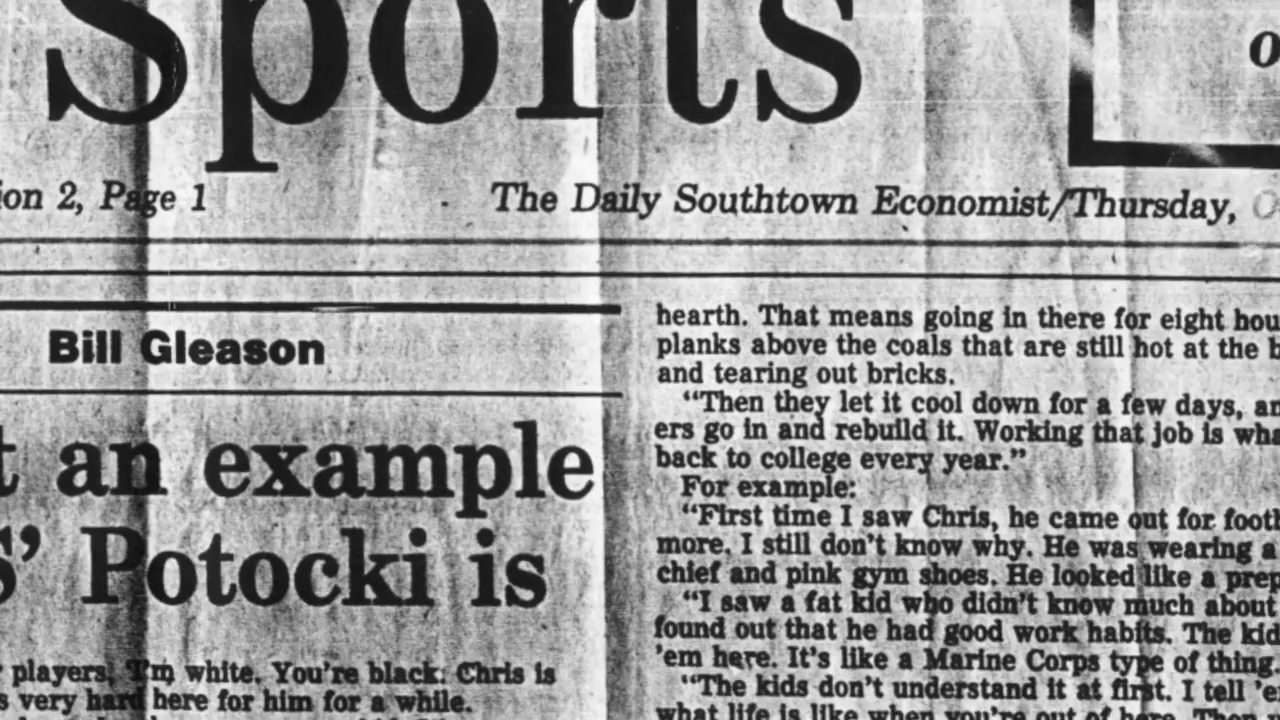 Sports
o
ion 2, Page 1
The Daily Southtown Economist/Thursday, O
Bill Gleason
t an example
S' Potocki is
players. I'm white. You're black. Chris is
s very hard here for him for a while.
hearth. That means going in there for eight hou
planks above the coals that are still hot at the b
and tearing out bricks.
"Then they let it cool down for a few days, an
ers go in and rebuild it. Working that job is wha
back to college every year."
For example:
"First time I saw Chris, he came out for footl
more. I still don't know why. He was wearing a
chief and pink gym shoes. He looked like a prep
"I saw a fat kid who didn't know much about
found out that he had good work habits. The kid
'em here. It's like a Marine Corps type of thing.
"The kids don't understand it at first. I tell 'e
what life is like when you're out of here. Then